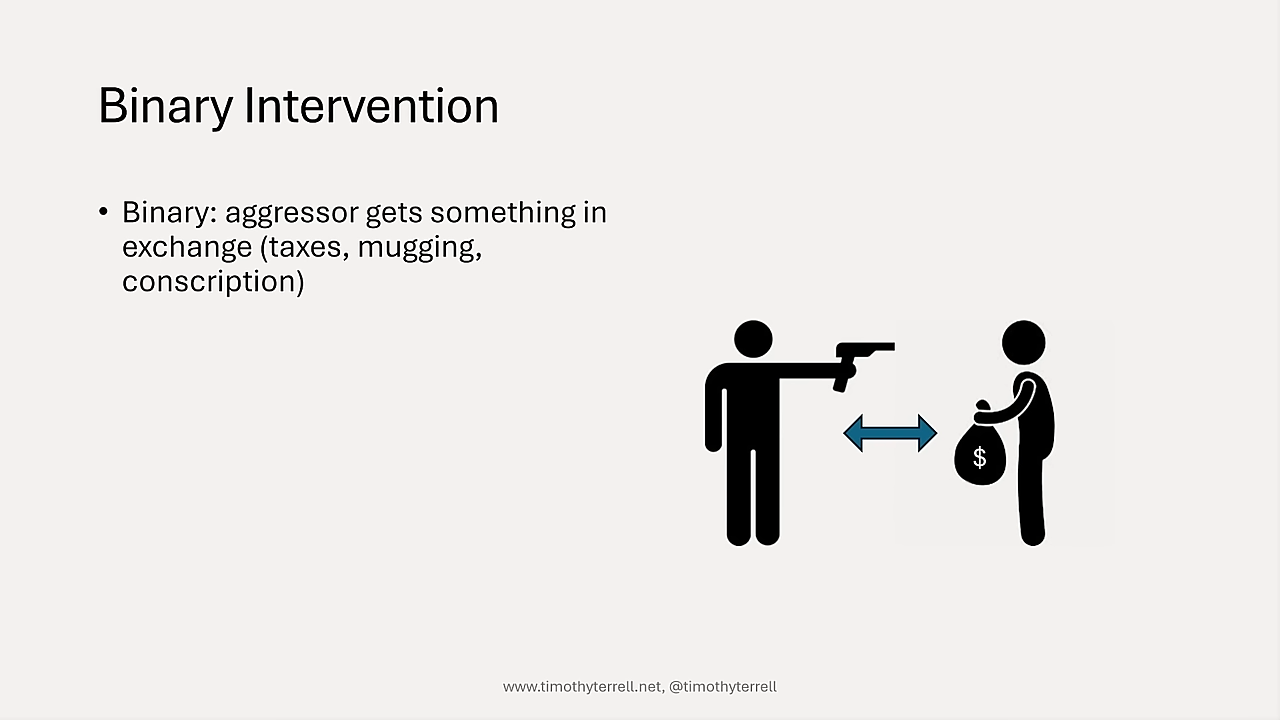 Binary Intervention
• Binary: aggressor gets something in
exchange (taxes, mugging,
conscription)
$
www.timothyterrell.net, @timothyterrell